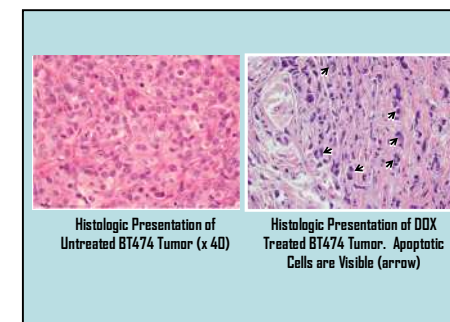 Histologic Presentation of
Untreated BT474 Tumor (x 40)
Histologic Presentation of DOX
Treated BT474 Tumor. Apoptotic
Cells are Visible (arrow)